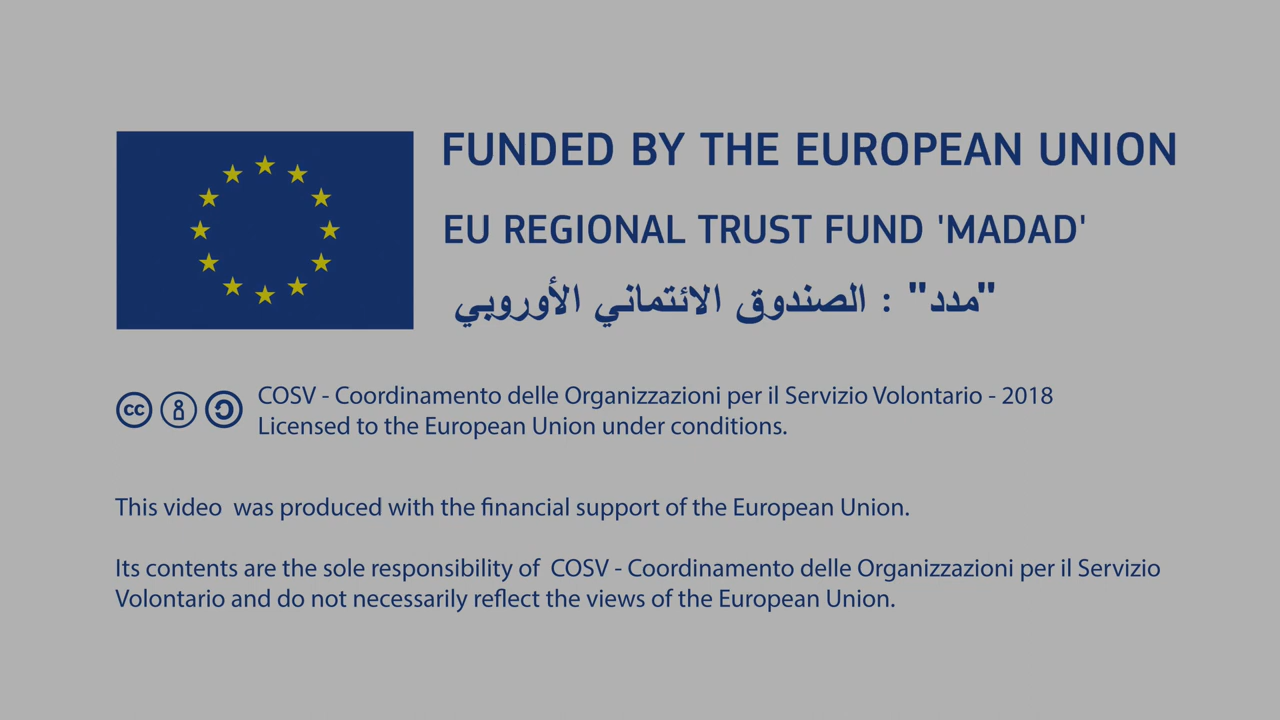 FUNDED BY THE EUROPEAN UNION
EU REGIONAL TRUST FUND 'MADAD'
"مدد" : الصندوق الائتماني الأوروبي
cc
COSV - Coordinamento delle Organizzazioni per il Servizio Volontario - 2018
Licensed to the European Union under conditions.
This video  was produced with the financial support of the European Union.
Its contents are the sole responsibility of  COSV - Coordinamento delle Organizzazioni per il Servizio
Volontario and do not necessarily reflect the views of the European Union.